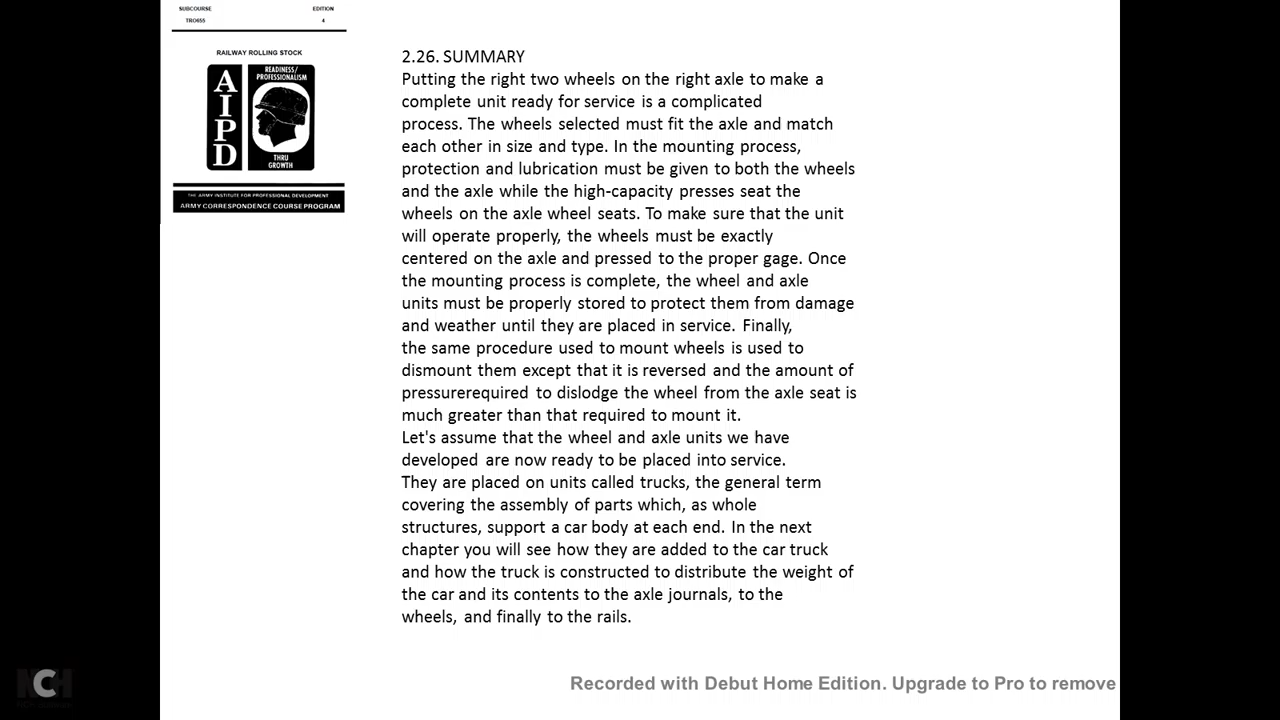 SUBCOURSE EDITION
TRO655 4
RAILWAY ROLLING STOCK
AIPD
READINESS/
PROFESSIONALISM
THRU
GROWTH
THE ARMY INSTITUTE FOR PROFESSIONAL DEVELOPMENT
ARMY CORRESPONDENCE COURSE PROGRAM
2.26. SUMMARY
Putting the right two wheels on the right axle to make a
complete unit ready for service is a complicated
process. The wheels selected must fit the axle and match
each other in size and type. In the mounting process,
protection and lubrication must be given to both the wheels
and the axle while the high-capacity presses seat the
wheels on the axle wheel seats. To make sure that the unit
will operate properly, the wheels must be exactly
centered on the axle and pressed to the proper gage. Once
the mounting process is complete, the wheel and axle
units must be properly stored to protect them from damage
and weather until they are placed in service. Finally,
the same procedure used to mount wheels is used to
dismount them except that it is reversed and the amount of
pressurerequired to dislodge the wheel from the axle seat is
much greater than that required to mount it.
Let's assume that the wheel and axle units we have
developed are now ready to be placed into service.
They are placed on units called trucks, the general term
covering the assembly of parts which, as whole
structures, support a car body at each end. In the next
chapter you will see how they are added to the car truck
and how the truck is constructed to distribute the weight of
the car and its contents to the axle journals, to the
wheels, and finally to the rails.
NCH
Recorded with Debut Home Edition. Upgrade to Pro to remove